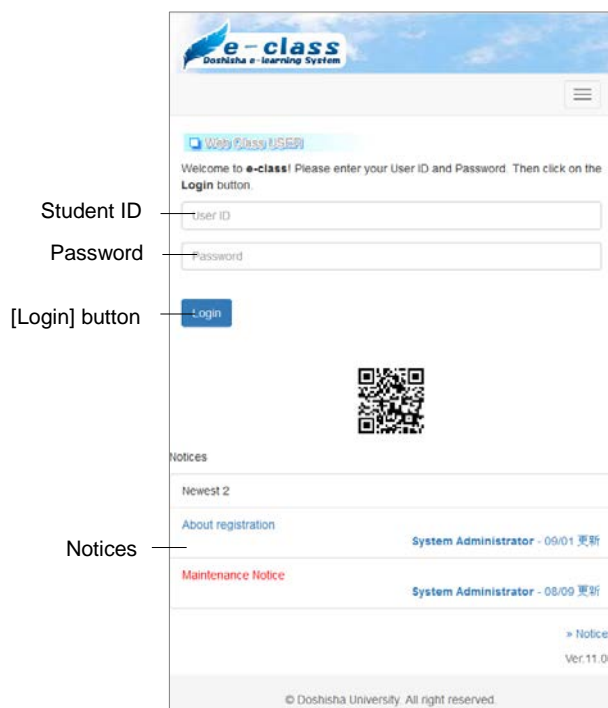 e-class
Doshisha e-learning System
Web Class USER
Welcome to e-class! Please enter your User ID and Password. Then click on the
Login button.
Student ID
User ID
Password
Password
[Login] button
Login
Notices
Newest 2
About registration
System Administrator - 09/01 更新
Notices
Maintenance Notice
System Administrator - 08/09 更新
» Notice
Ver.11.0
© Doshisha University. All right reserved.